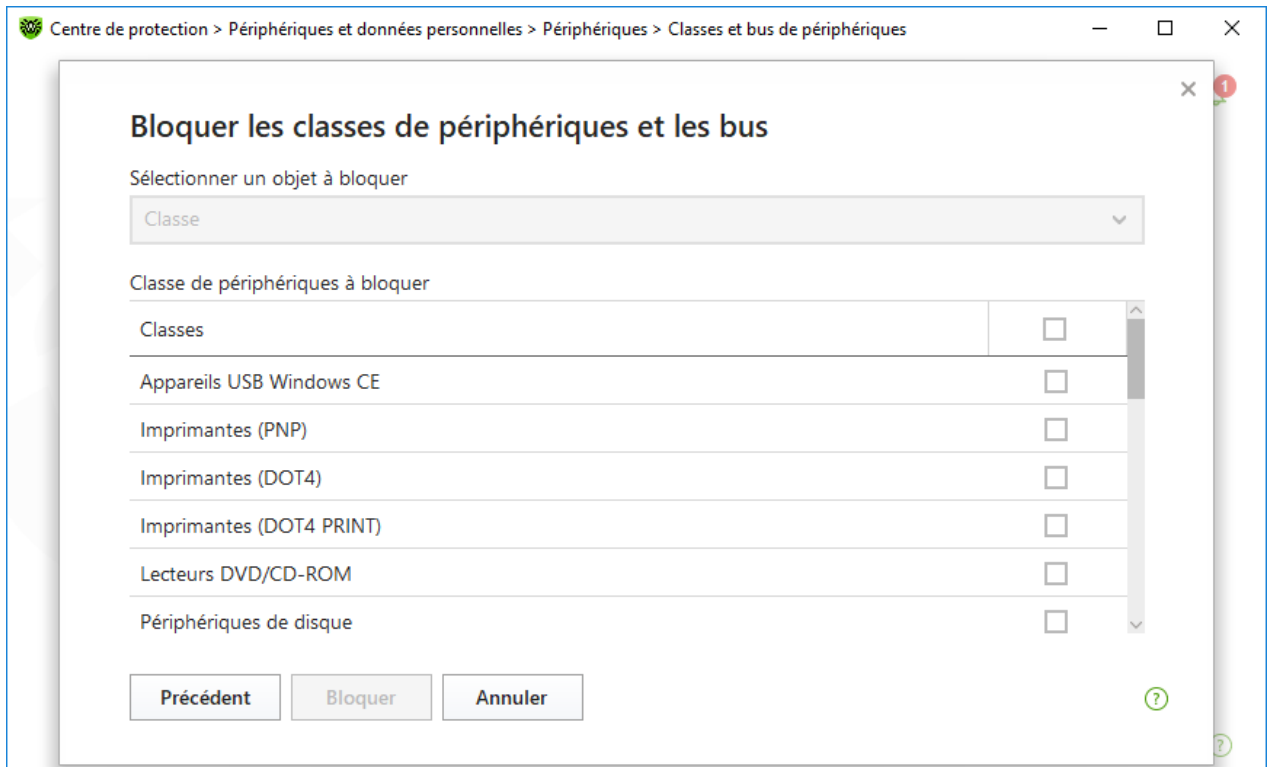 Centre de protection > Périphériques et données personnelles > Périphériques > Classes et bus de périphériques
1
Bloquer les classes de périphériques et les bus
Sélectionner un objet à bloquer
Classe
Classe de périphériques à bloquer
Classes
Appareils USB Windows CE
Imprimantes (PNP)
Imprimantes (DOT4)
Imprimantes (DOT4 PRINT)
Lecteurs DVD/CD-ROM
Périphériques de disque
Précédent Bloquer Annuler ?
?